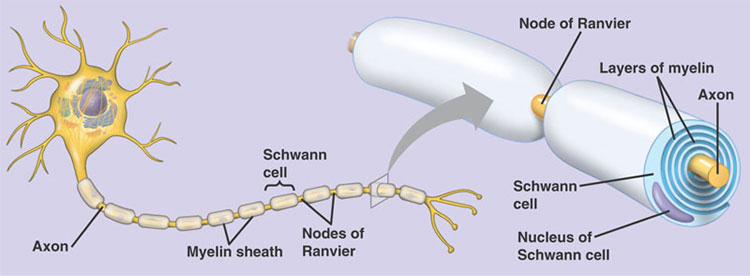 Schwann
cell
Axon
Myelin sheath
Nodes of
Ranvier
Node of Ranvier
Layers of myelin
Axon
Schwann
cell
Nucleus of
Schwann cell